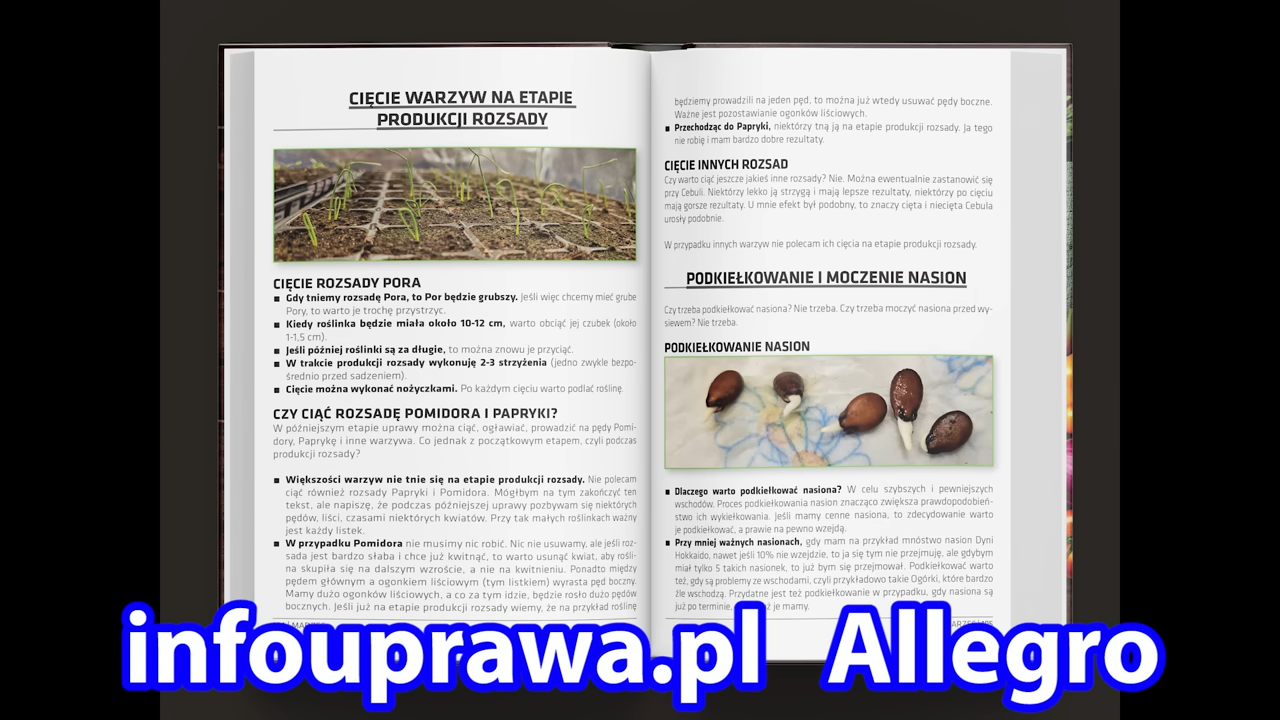 CIĘCIE WARZYW NA ETAPIE
PRODUKCJI ROZSADY
CIĘCIE ROZSADY PORA
Gdy tniemy rozsadę Pora, to Por będzie grubszy. Jeśli więc chcemy mieć grube
Pory, to warto je trochę przystrzyc.
Kiedy roślinka będzie miała około 10-12 cm, warto obciąć jej czubek (około
1-1,5 cm).
Jeśli później roślinki są za długie, to można znowu je przyciąć.
W trakcie produkcji rozsady wykonuję 2-3 strzyżenia (jedno zwykle bezpo-
średnio przed sadzeniem).
Cięcie można wykonać nożyczkami. Po każdym cięciu warto podlać roślinę.
CZY CIĄĆ ROZSADĘ POMIDORA I PAPRYKI?
W późniejszym etapie uprawy można ciąć, ogławiać, prowadzić na pędy Pomi-
dory, Paprykę i inne warzywa. Co jednak z początkowym etapem, czyli podczas
produkcji rozsady?
Większości warzyw nie tnie się na etapie produkcji rozsady. Nie polecam
ciąć również rozsady Papryki i Pomidora. Mógłbym na tym zakończyć ten
tekst, ale napiszę, że podczas późniejszej uprawy pozbywam się niektórych
pędów, liści, czasami niektórych kwiatów. Przy tak małych roślinkach ważny
jest każdy listek.
W przypadku Pomidora nie musimy nic robić. Nic nie usuwamy, ale jeśli roz-
sada jest bardzo słaba i chce już kwitnąć, to warto usunąć kwiat, aby rośli-
na skupiła się na dalszym wzroście, a nie na kwitnieniu. Ponadto między
pędem głównym a ogonkiem liściowym (tym listkiem) wyrasta pęd boczny.
Mamy dużo ogonków liściowych, a co za tym idzie, będzie rosło dużo pędów
bocznych. Jeśli już na etapie produkcji rozsady wiemy, że na przykład roślinę
będziemy prowadzili na jeden pęd, to można już wtedy usuwać pędy boczne.
Ważne jest pozostawianie ogonków liściowych.
Przechodząc do Papryki, niektórzy tną ją na etapie produkcji rozsady. Ja tego
nie robię i mam bardzo dobre rezultaty.
CIĘCIE INNYCH ROZSAD
Czy warto ciąć jeszcze jakieś inne rozsady? Nie. Można ewentualnie zastanowić się
przy Cebuli. Niektórzy lekko ją strzygą i mają lepsze rezultaty, niektórzy po cięciu
mają gorsze rezultaty. U mnie efekt był podobny, to znaczy cięta i niecięta Cebula
urosły podobnie.
W przypadku innych warzyw nie polecam ich cięcia na etapie produkcji rozsady.
PODKIEŁKOWANIE I MOCZENIE NASION
Czy trzeba podkiełkować nasiona? Nie trzeba. Czy trzeba moczyć nasiona przed wy-
siewem? Nie trzeba.
PODKIEŁKOWANIE NASION
Dlaczego warto podkiełkować nasiona? W celu szybszych i pewniejszych
wschodów. Proces podkiełkowania nasion znacząco zwiększa prawdopodobień-
stwo ich wykiełkowania. Jeśli mamy cenne nasiona, to zdecydowanie warto
je podkiełkować, a prawie na pewno wzejdą.
Przy mniej ważnych nasionach, gdy mam na przykład mnóstwo nasion Dyni
Hokkaido, nawet jeśli 10% nie wzejdzie, to ja się tym nie przejmuję, ale gdybym
miał tylko 5 takich nasionek, to już bym się przejmował. Podkiełkować warto
też, gdy są problemy ze wschodami, czyli przykładowo takie Ogórki, które bardzo
źle wschodzą. Przydatne jest też podkiełkowanie w przypadku, gdy nasiona są
już po terminie, że je mamy.
infouprawa.pl Allegro